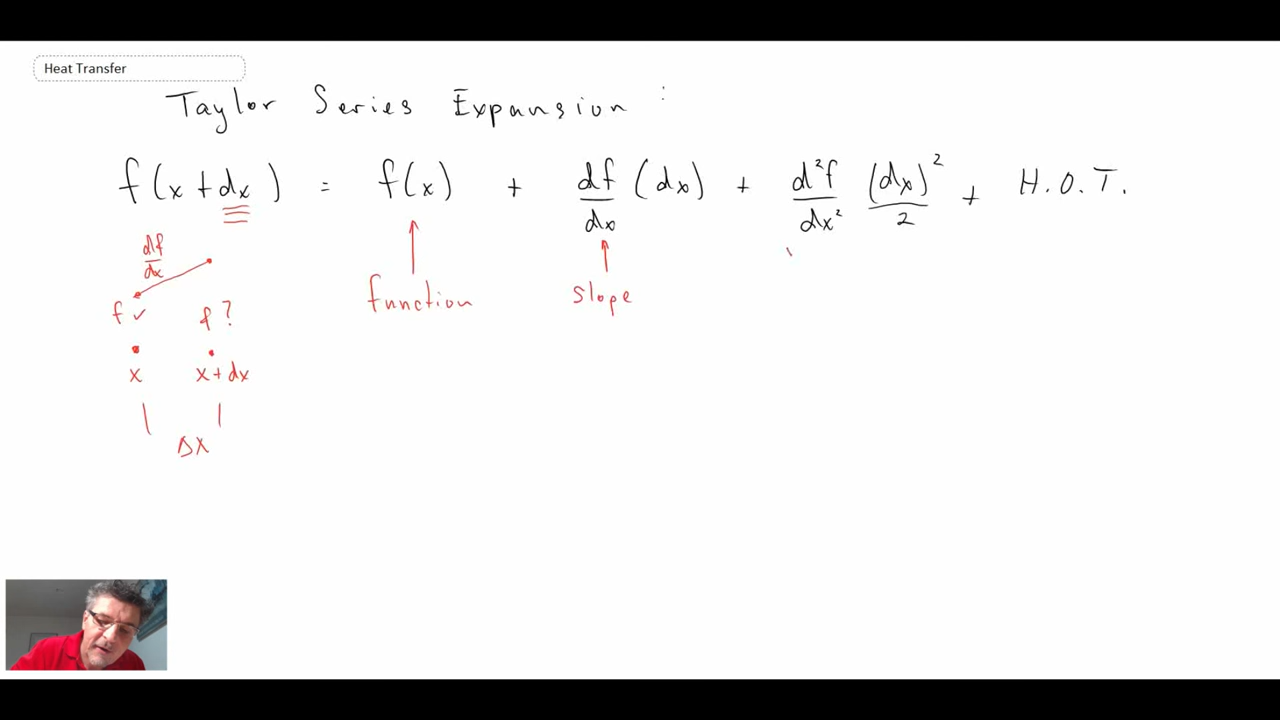 Heat Transfer
Taylor Series Expansion :
f(x + dx) = f(x) + df/dx (dx) + d²f/dx² (dx)²/2 + H.O.T.
df/dx
function
slope
f ✓ f ?
x x+dx
Δx